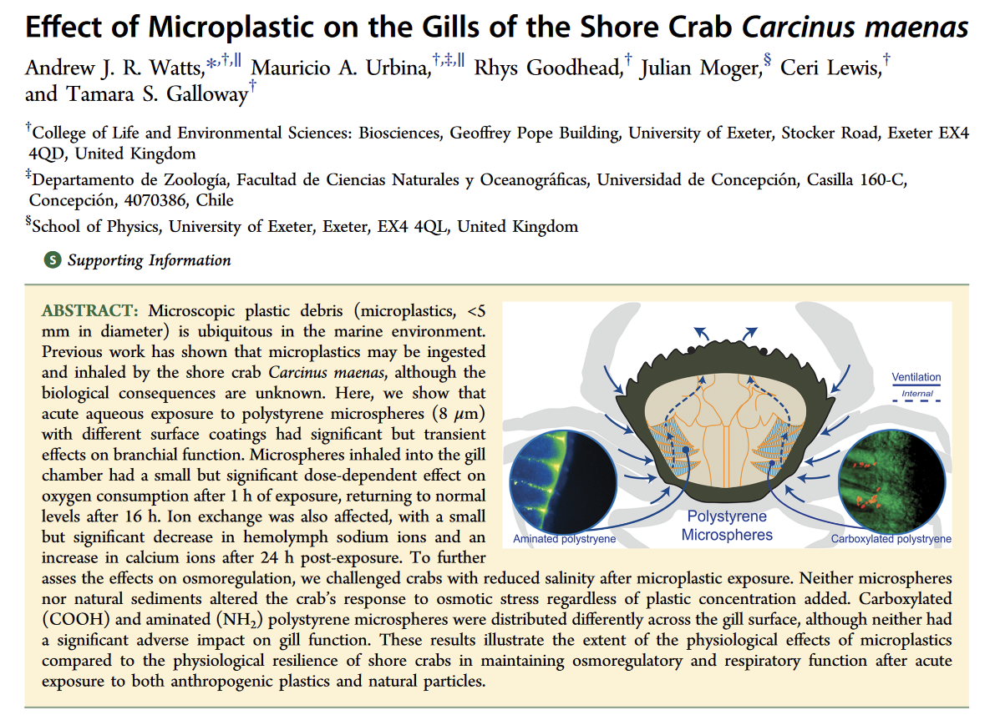 Effect of Microplastic on the Gills of the Shore Crab Carcinus maenas
Andrew J. R. Watts,*,†,∥ Mauricio A. Urbina,†,‡,∥ Rhys Goodhead,† Julian Moger,§ Ceri Lewis,†
and Tamara S. Galloway†
†College of Life and Environmental Sciences: Biosciences, Geoffrey Pope Building, University of Exeter, Stocker Road, Exeter EX4
4QD, United Kingdom
‡Departamento de Zoología, Facultad de Ciencias Naturales y Oceanográficas, Universidad de Concepción, Casilla 160-C,
Concepción, 4070386, Chile
§School of Physics, University of Exeter, Exeter, EX4 4QL, United Kingdom
S Supporting Information
ABSTRACT: Microscopic plastic debris (microplastics, <5
mm in diameter) is ubiquitous in the marine environment.
Previous work has shown that microplastics may be ingested
and inhaled by the shore crab Carcinus maenas, although the
biological consequences are unknown. Here, we show that
acute aqueous exposure to polystyrene microspheres (8 μm)
with different surface coatings had significant but transient
effects on branchial function. Microspheres inhaled into the gill
chamber had a small but significant dose-dependent effect on
oxygen consumption after 1 h of exposure, returning to normal
levels after 16 h. Ion exchange was also affected, with a small
but significant decrease in hemolymph sodium ions and an
increase in calcium ions after 24 h post-exposure. To further
asses the effects on osmoregulation, we challenged crabs with reduced salinity after microplastic exposure. Neither microspheres
nor natural sediments altered the crab's response to osmotic stress regardless of plastic concentration added. Carboxylated
(COOH) and aminated (NH₂) polystyrene microspheres were distributed differently across the gill surface, although neither had
a significant adverse impact on gill function. These results illustrate the extent of the physiological effects of microplastics
compared to the physiological resilience of shore crabs in maintaining osmoregulatory and respiratory function after acute
exposure to both anthropogenic plastics and natural particles.
Ventilation
Internal
Polystyrene
Microspheres
Aminated polystryene
Carboxylated polystyrene